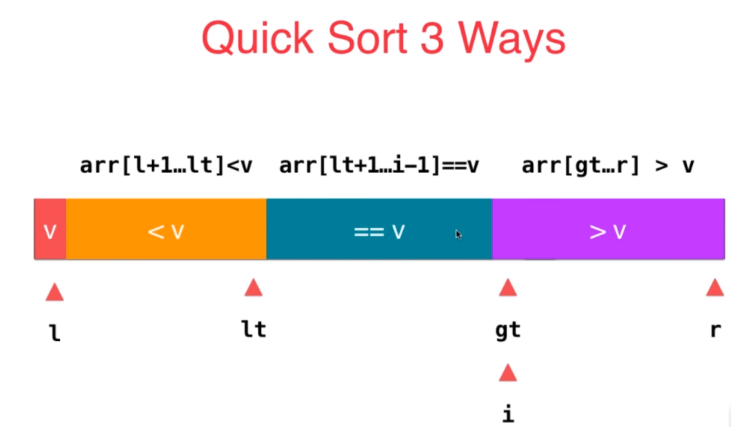 Quick Sort 3 Ways
arr[l+1…lt]<v arr[lt+1…i-1]==v arr[gt…r] > v
v < v == v > v
l lt gt r
i